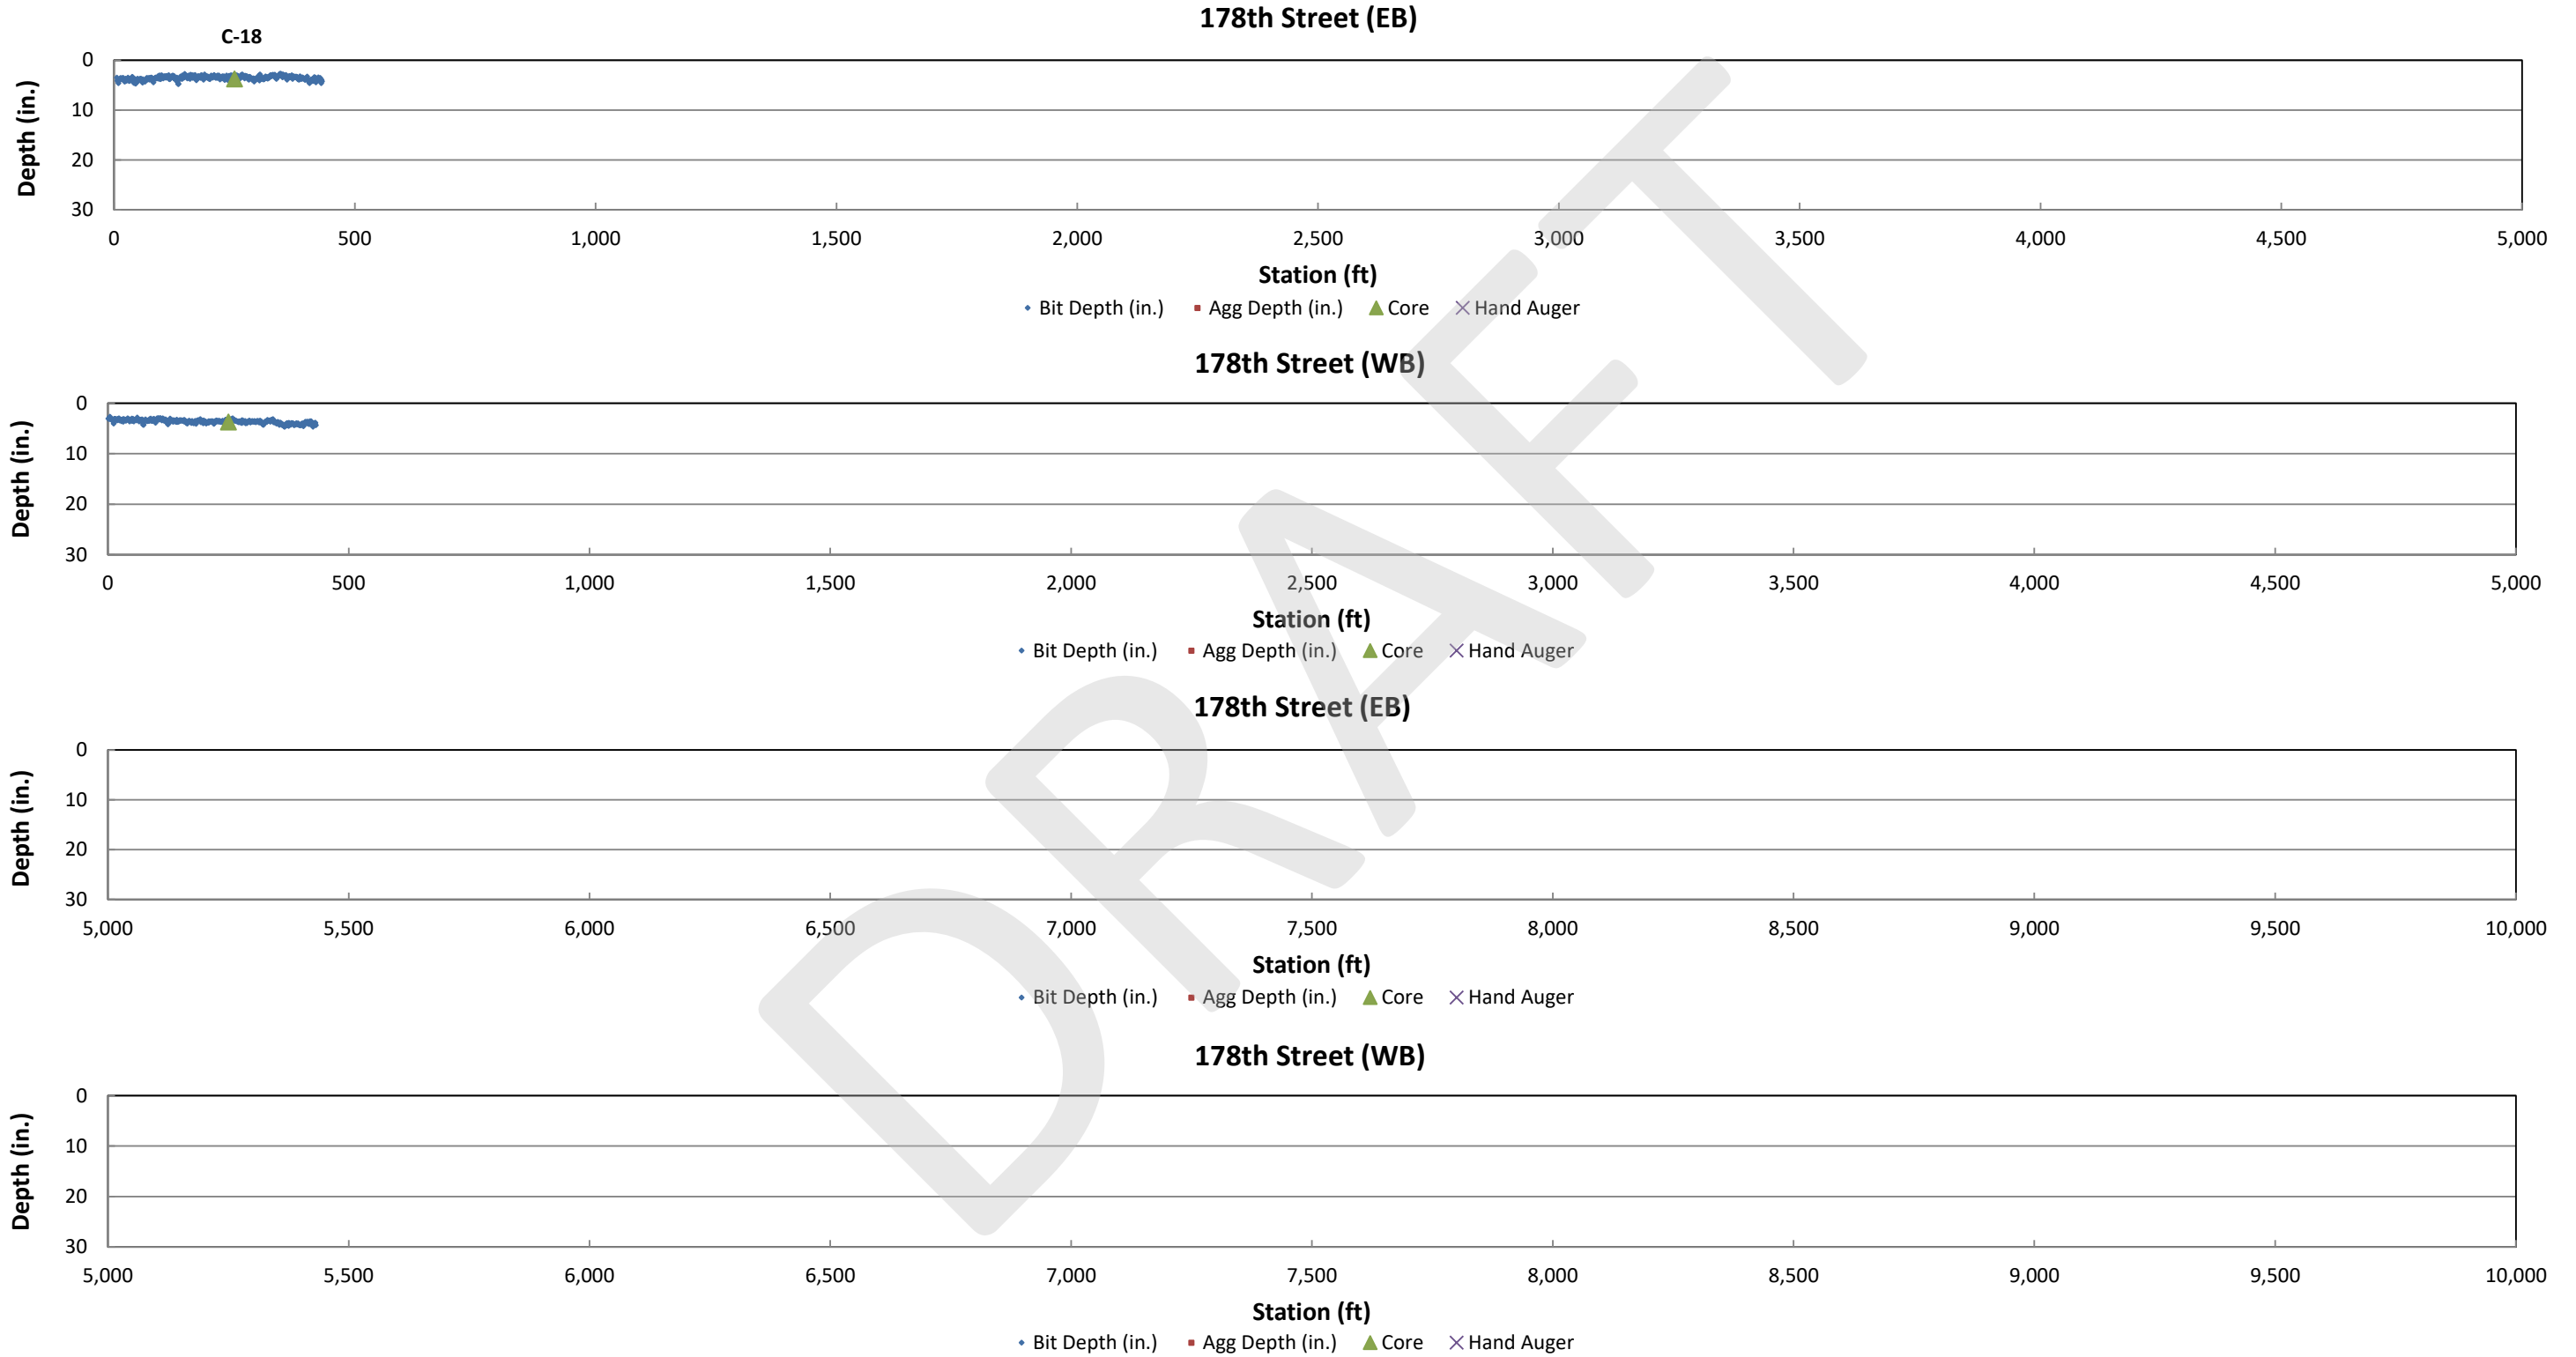 178th Street (EB)
C-18
0
10
20
30
Depth (in.)
0 500 1,000 1,500 2,000 2,500 3,000 3,500 4,000 4,500 5,000
Station (ft)
Bit Depth (in.) Agg Depth (in.) Core Hand Auger
178th Street (WB)
0
10
20
30
Depth (in.)
0 500 1,000 1,500 2,000 2,500 3,000 3,500 4,000 4,500 5,000
Station (ft)
Bit Depth (in.) Agg Depth (in.) Core Hand Auger
178th Street (EB)
0
10
20
30
Depth (in.)
5,000 5,500 6,000 6,500 7,000 7,500 8,000 8,500 9,000 9,500 10,000
Station (ft)
Bit Depth (in.) Agg Depth (in.) Core Hand Auger
178th Street (WB)
0
10
20
30
Depth (in.)
5,000 5,500 6,000 6,500 7,000 7,500 8,000 8,500 9,000 9,500 10,000
Station (ft)
Bit Depth (in.) Agg Depth (in.) Core Hand Auger
DRAFT